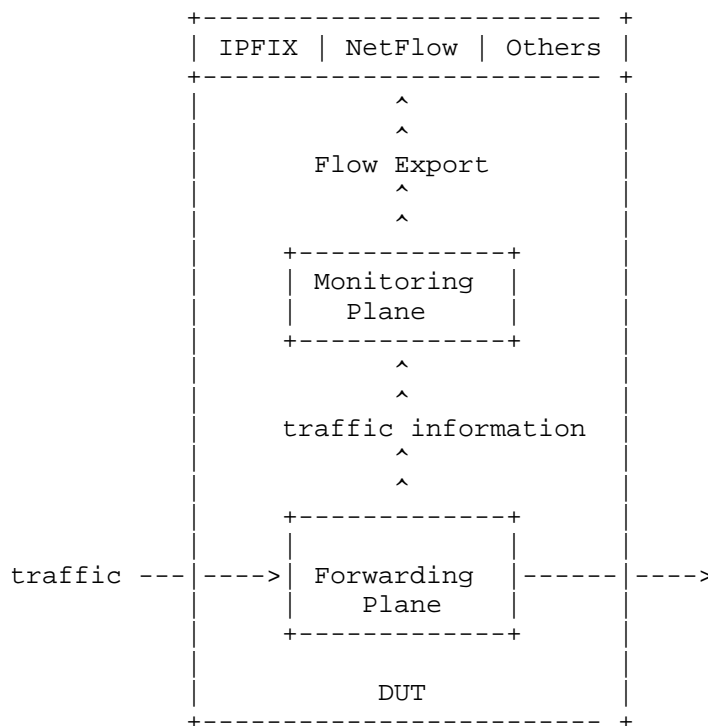 IPFIX | NetFlow | Others
Flow Export
Monitoring
Plane
traffic information
traffic
Forwarding
Plane
DUT